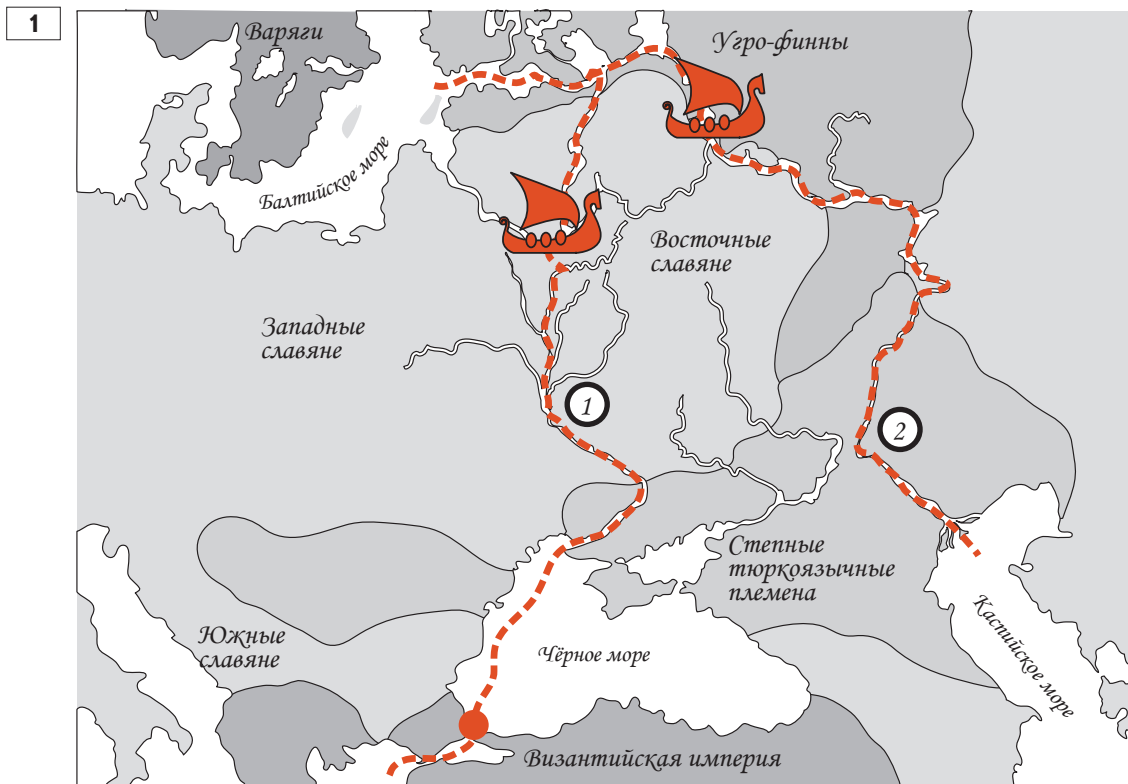 1
Варяги
Угро-финны
Балтийское море
Восточные
славяне
Западные
славяне
1
2
Степные
тюркоязычные
племена
Южные
славяне
Чёрное море
Каспийское море
Византийская империя